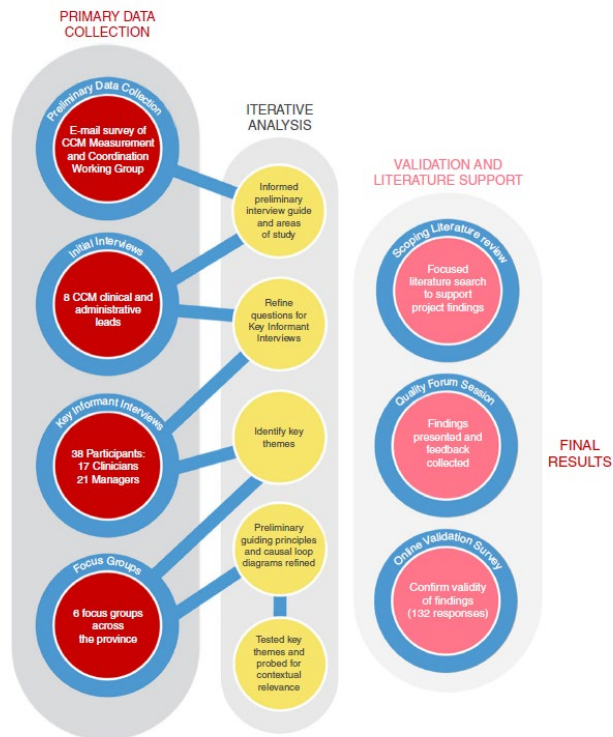 PRIMARY DATA
COLLECTION
Preliminary Data Collection
E-mail survey of
CCM Measurement
and Coordination
Working Group
Initial Interviews
8 CCM clinical and
administrative
leads
Key Informant Interviews
38 Participants:
17 Clinicians
21 Managers
Focus Groups
6 focus groups
across
the province
ITERATIVE
ANALYSIS
Informed
preliminary
interview guide
and areas
of study
Refine
questions for
Key Informant
Interviews
Identify key
themes
Preliminary
guiding principles
and causal loop
diagrams refined
Tested key
themes and
probed for
contextual
relevance
VALIDATION AND
LITERATURE SUPPORT
Scoping Literature review
Focused
literature search
to support
project findings
Quality Forum Session
Findings
presented and
feedback
collected
Online Validation Survey
Confirm validity
of findings
(132 responses)
FINAL
RESULTS